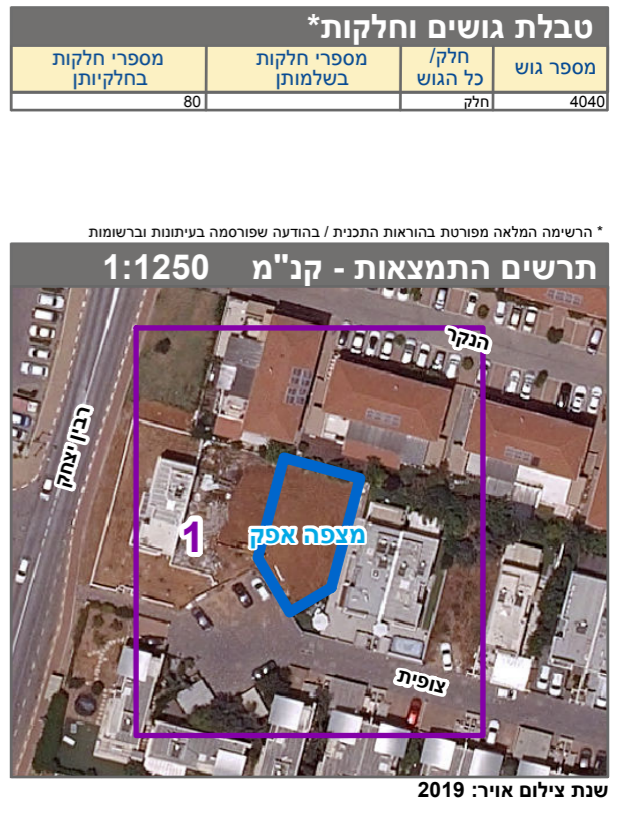 טבלת גושים וחלקות*
מספר גוש
חלק/
כל הגוש
מספרי חלקות
בשלמותן
מספרי חלקות
בחלקיותן
4040 חלק 80
* הרשימה המלאה מפורטת בהוראות התכנית / בהודעה שפורסמה בעיתונות וברשומות
תרשים התמצאות - קנ"מ 1:1250
הנקר
רבין יצחק
1
מצפה אפק
צופית
שנת צילום אויר: 2019